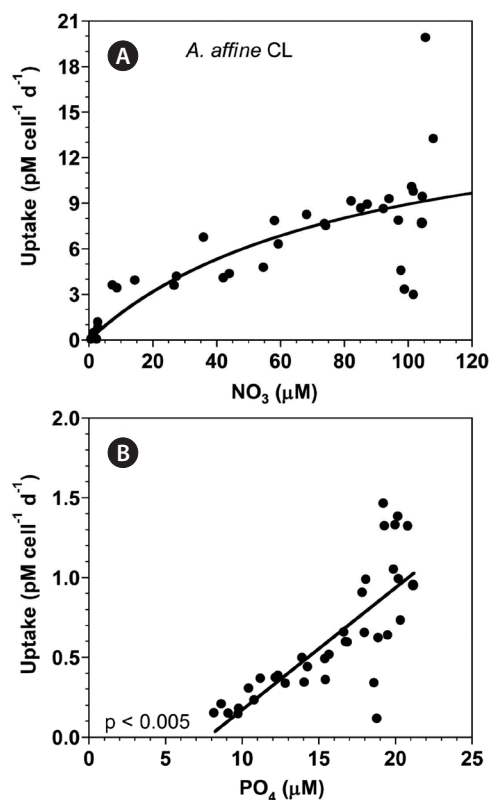 21
18
15
12
9
6
3
0
A
A. affine CL
Uptake (pM cell⁻¹ d⁻¹)
0 20 40 60 80 100 120
NO₃ (μM)
2.0
1.5
1.0
0.5
0.0
B
Uptake (pM cell⁻¹ d⁻¹)
p < 0.005
0 5 10 15 20 25
PO₄ (μM)